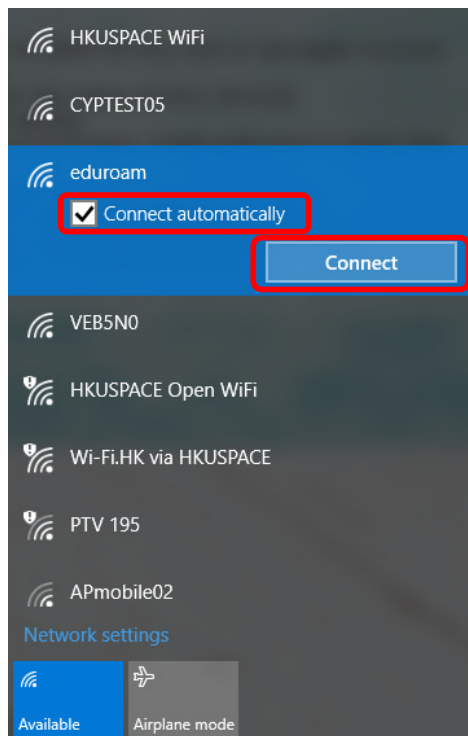 HKUSPACE WiFi
CYPTEST05
eduroam
Connect automatically
Connect
VEB5N0
HKUSPACE Open WiFi
Wi-Fi.HK via HKUSPACE
PTV 195
APmobile02
Network settings
Available
Airplane mode